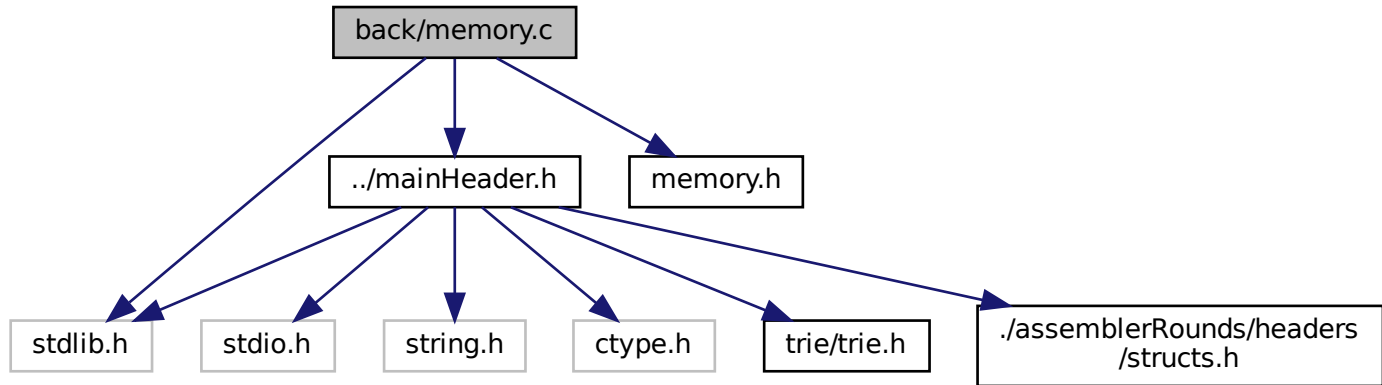 back/memory.c
../mainHeader.h
memory.h
stdlib.h
stdio.h
string.h
ctype.h
trie/trie.h
./assemblerRounds/headers
/structs.h